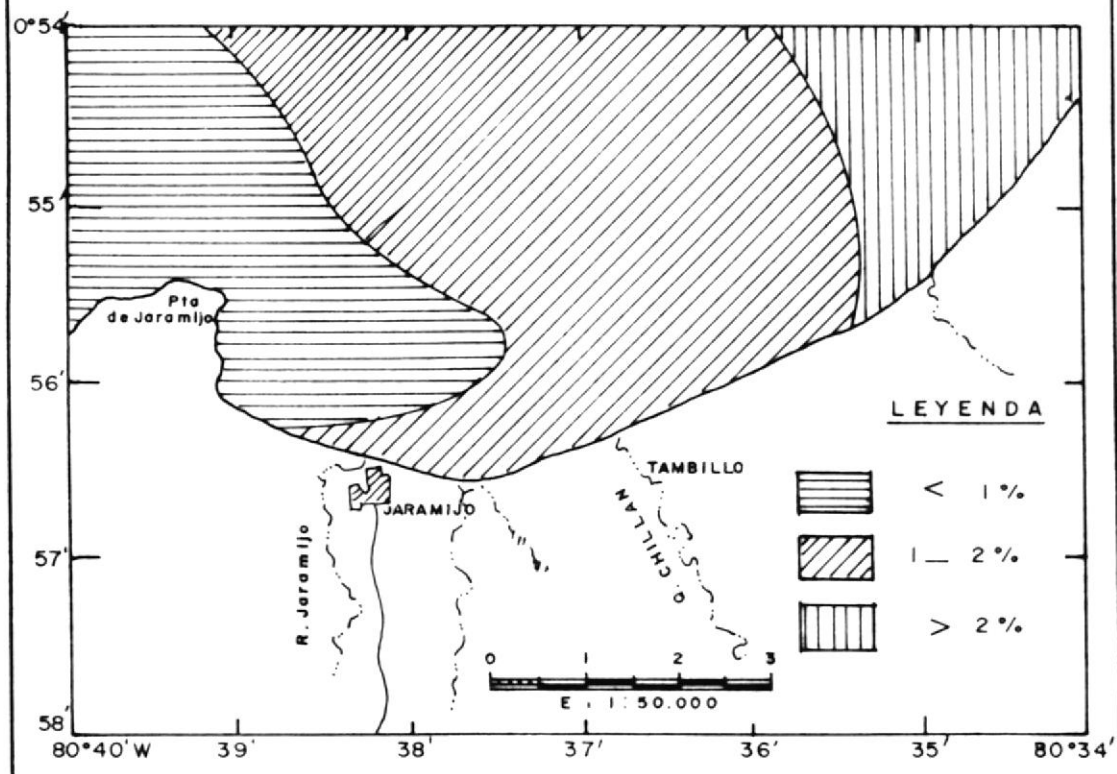 0°54'
55'
56'
57'
58'
80°40' W
39'
38'
37'
36'
35'
80°34'
Pta
de Jaramijo
R. Jaramijo
JARAMIJO
TAMBILLO
Q CHILLAN
LEYENDA
< 1 %
1 — 2 %
> 2 %
0 1 2 3
E : 1 : 50.000